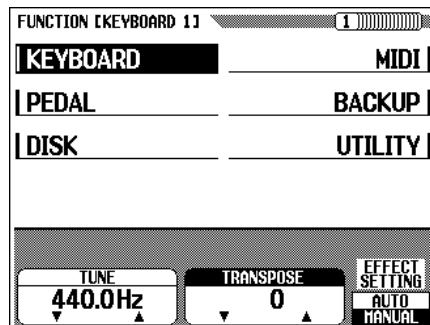 FUNCTION [KEYBOARD 1] 1
KEYBOARD MIDI
PEDAL BACKUP
DISK UTILITY
TUNE TRANSPOSE EFFECT SETTING
440.0Hz 0 AUTO
▼ ▲ ▼ ▲ MANUAL